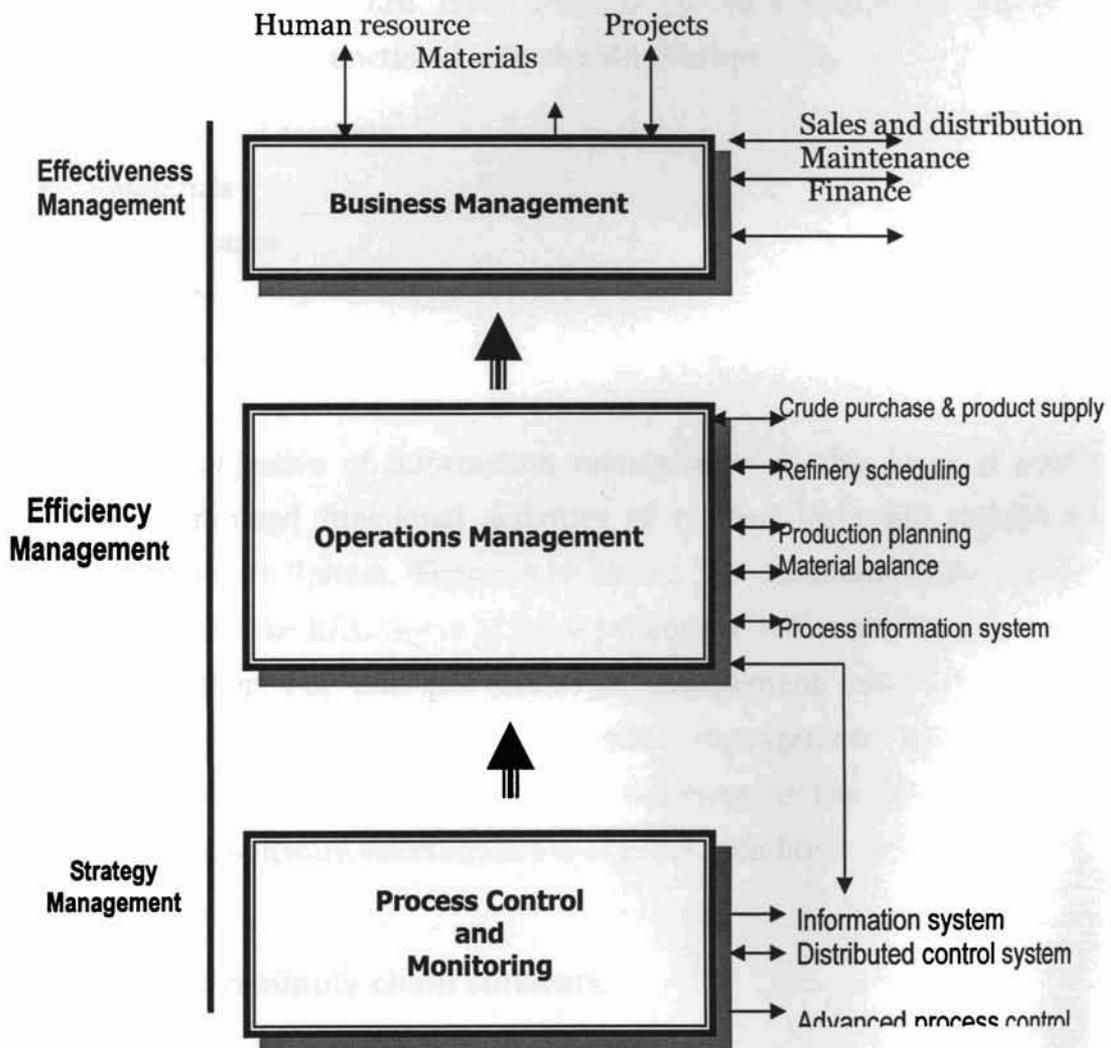 Human resource
Projects
Materials
Effectiveness
Management
Business Management
Sales and distribution
Maintenance
Finance
Efficiency
Management
Operations Management
Crude purchase & product supply
Refinery scheduling
Production planning
Material balance
Process information system
Strategy
Management
Process Control
and
Monitoring
Information system
Distributed control system
Advanced process control